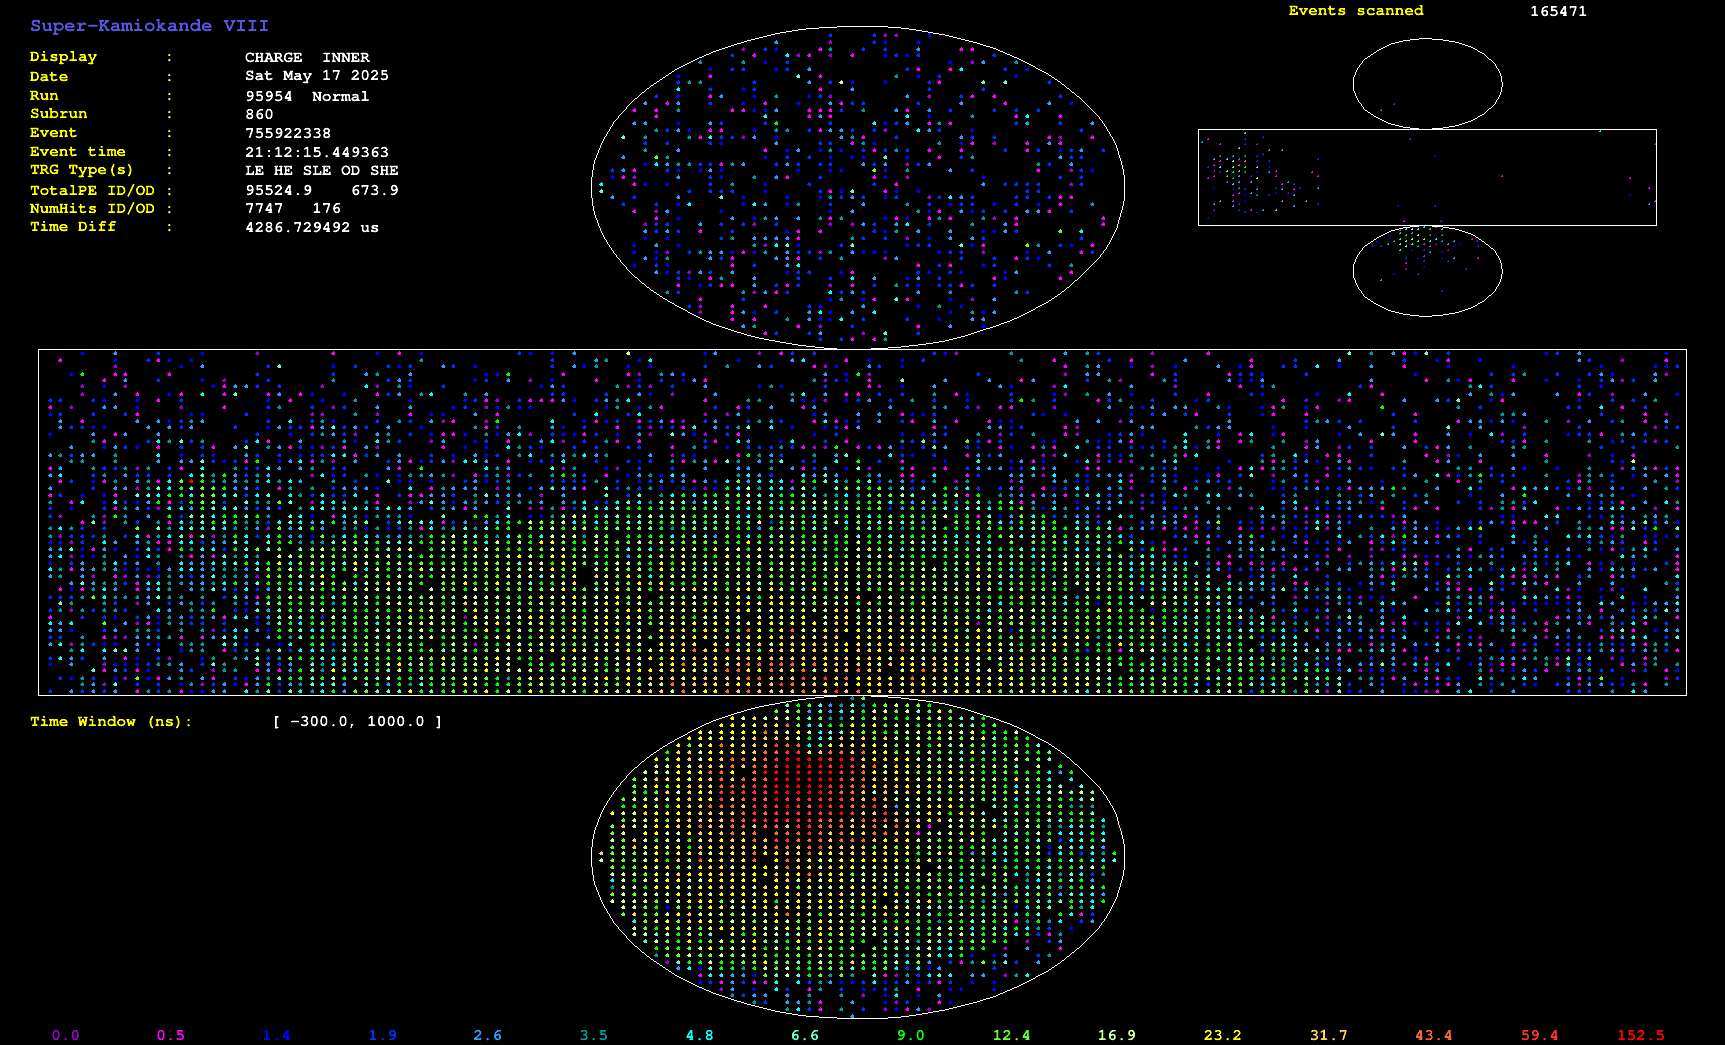 Super-Kamiokande VIII
Events scanned 165471
Display : CHARGE INNER
Date : Sat May 17 2025
Run : 95954 Normal
Subrun : 860
Event : 755922338
Event time : 21:12:15.449363
TRG Type(s) : LE HE SLE OD SHE
TotalPE ID/OD : 95524.9 673.9
NumHits ID/OD : 7747 176
Time Diff : 4286.729492 us
Time Window (ns): [ -300.0, 1000.0 ]
0.0 0.5 1.4 1.9 2.6 3.5 4.8 6.6 9.0 12.4 16.9 23.2 31.7 43.4 59.4 152.5